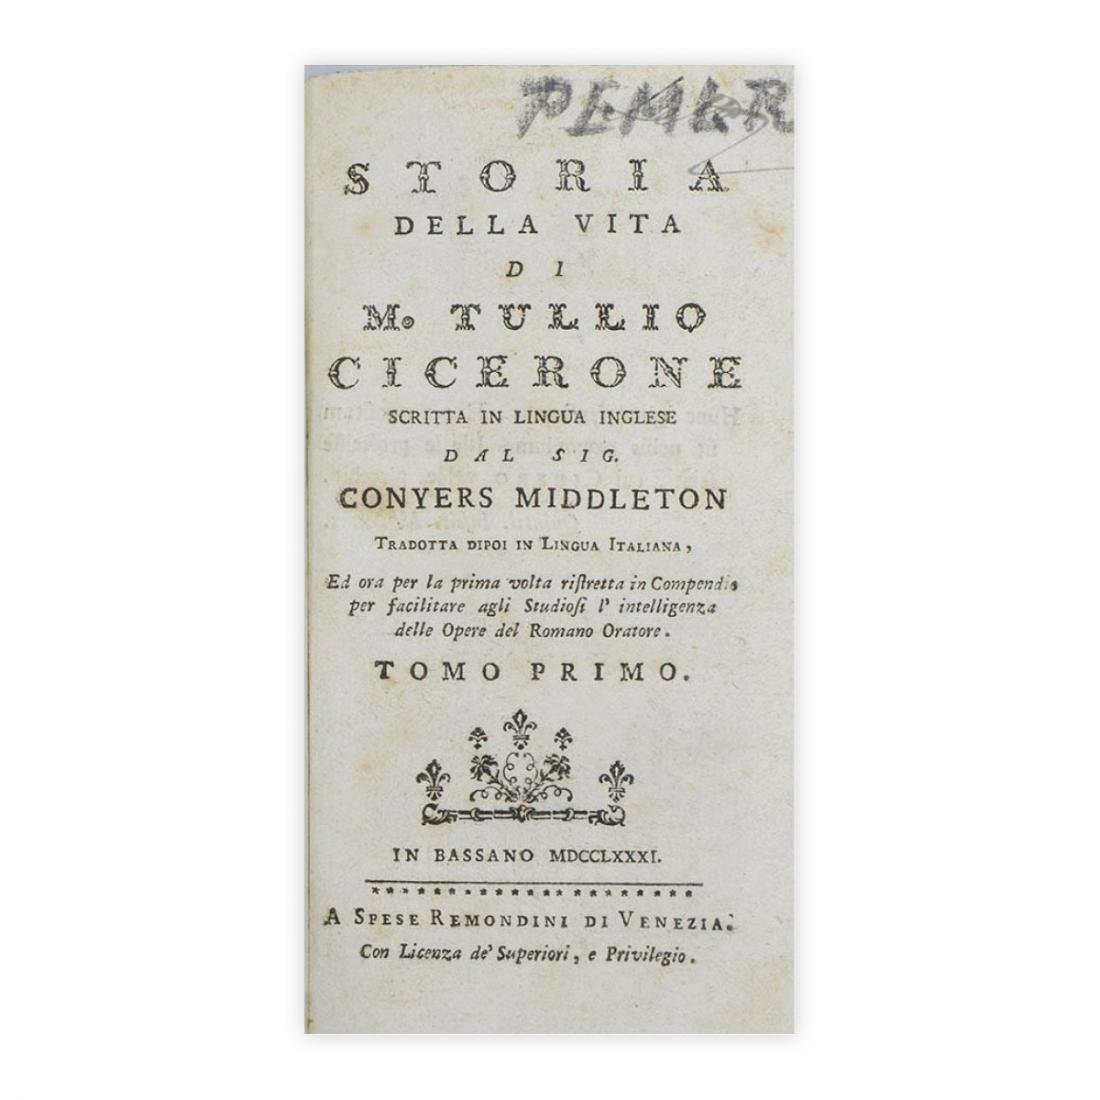 STORIA
DELLA VITA
DI
M. TULLIO
CICERONE
SCRITTA IN LINGUA INGLESE
DAL SIG.
CONYERS MIDDLETON
TRADOTTA DIPOI IN LINGUA ITALIANA,
Ed ora per la prima volta riſtretta in Compendio
per facilitare agli Studioſi l' intelligenza
delle Opere del Romano Oratore.
TOMO PRIMO.
IN BASSANO MDCCLXXXI.
A SPESE REMONDINI DI VENEZIA.
Con Licenza de' Superiori, e Privilegio.